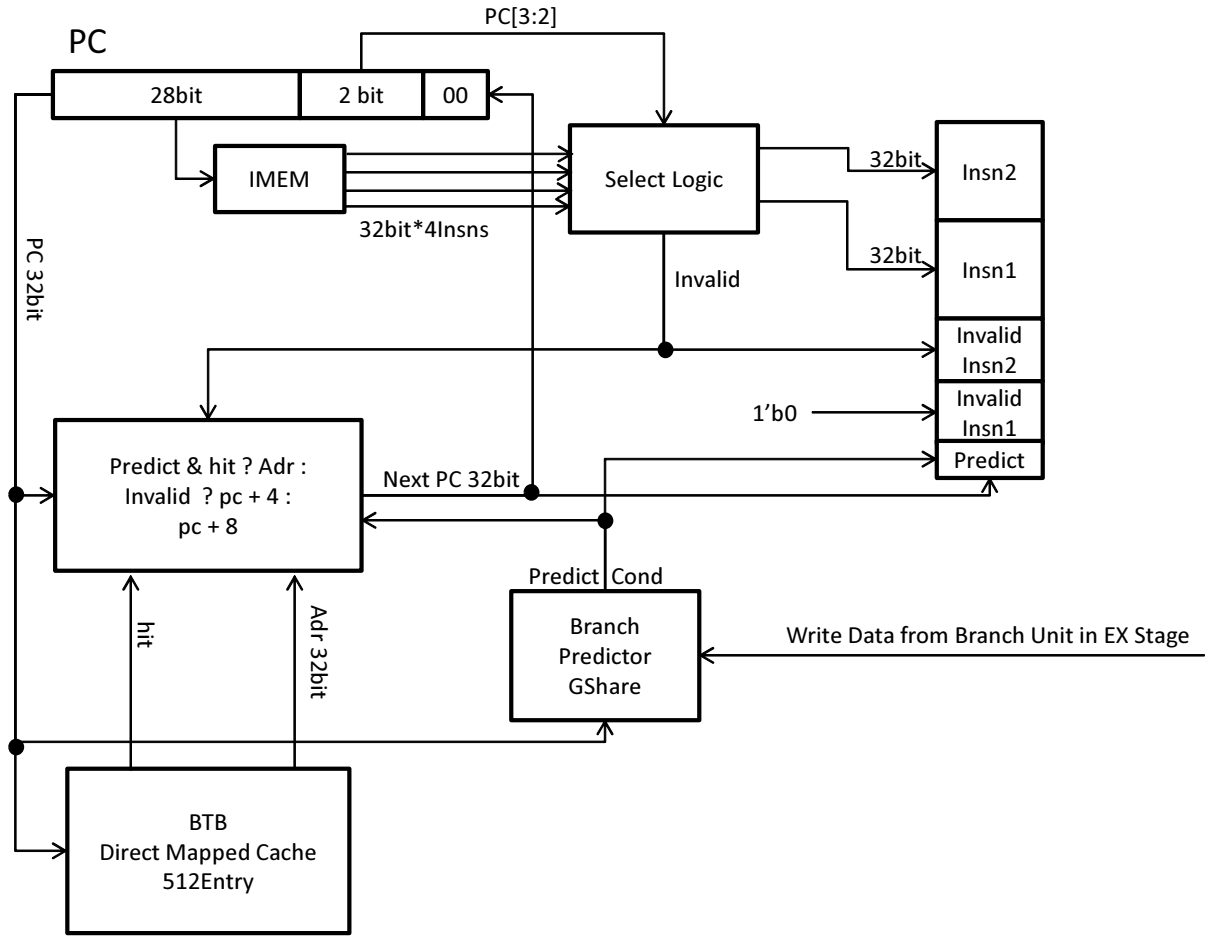 PC[3:2]
PC
28bit
2 bit
00
IMEM
32bit*4Insns
Select Logic
32bit
Insn2
32bit
Insn1
Invalid
Invalid
Insn2
1’b0
Invalid
Insn1
Predict
PC 32bit
Predict & hit ? Adr :
Invalid ? pc + 4 :
pc + 8
Next PC 32bit
Predict Cond
hit
Adr 32bit
Branch
Predictor
GShare
Write Data from Branch Unit in EX Stage
BTB
Direct Mapped Cache
512Entry